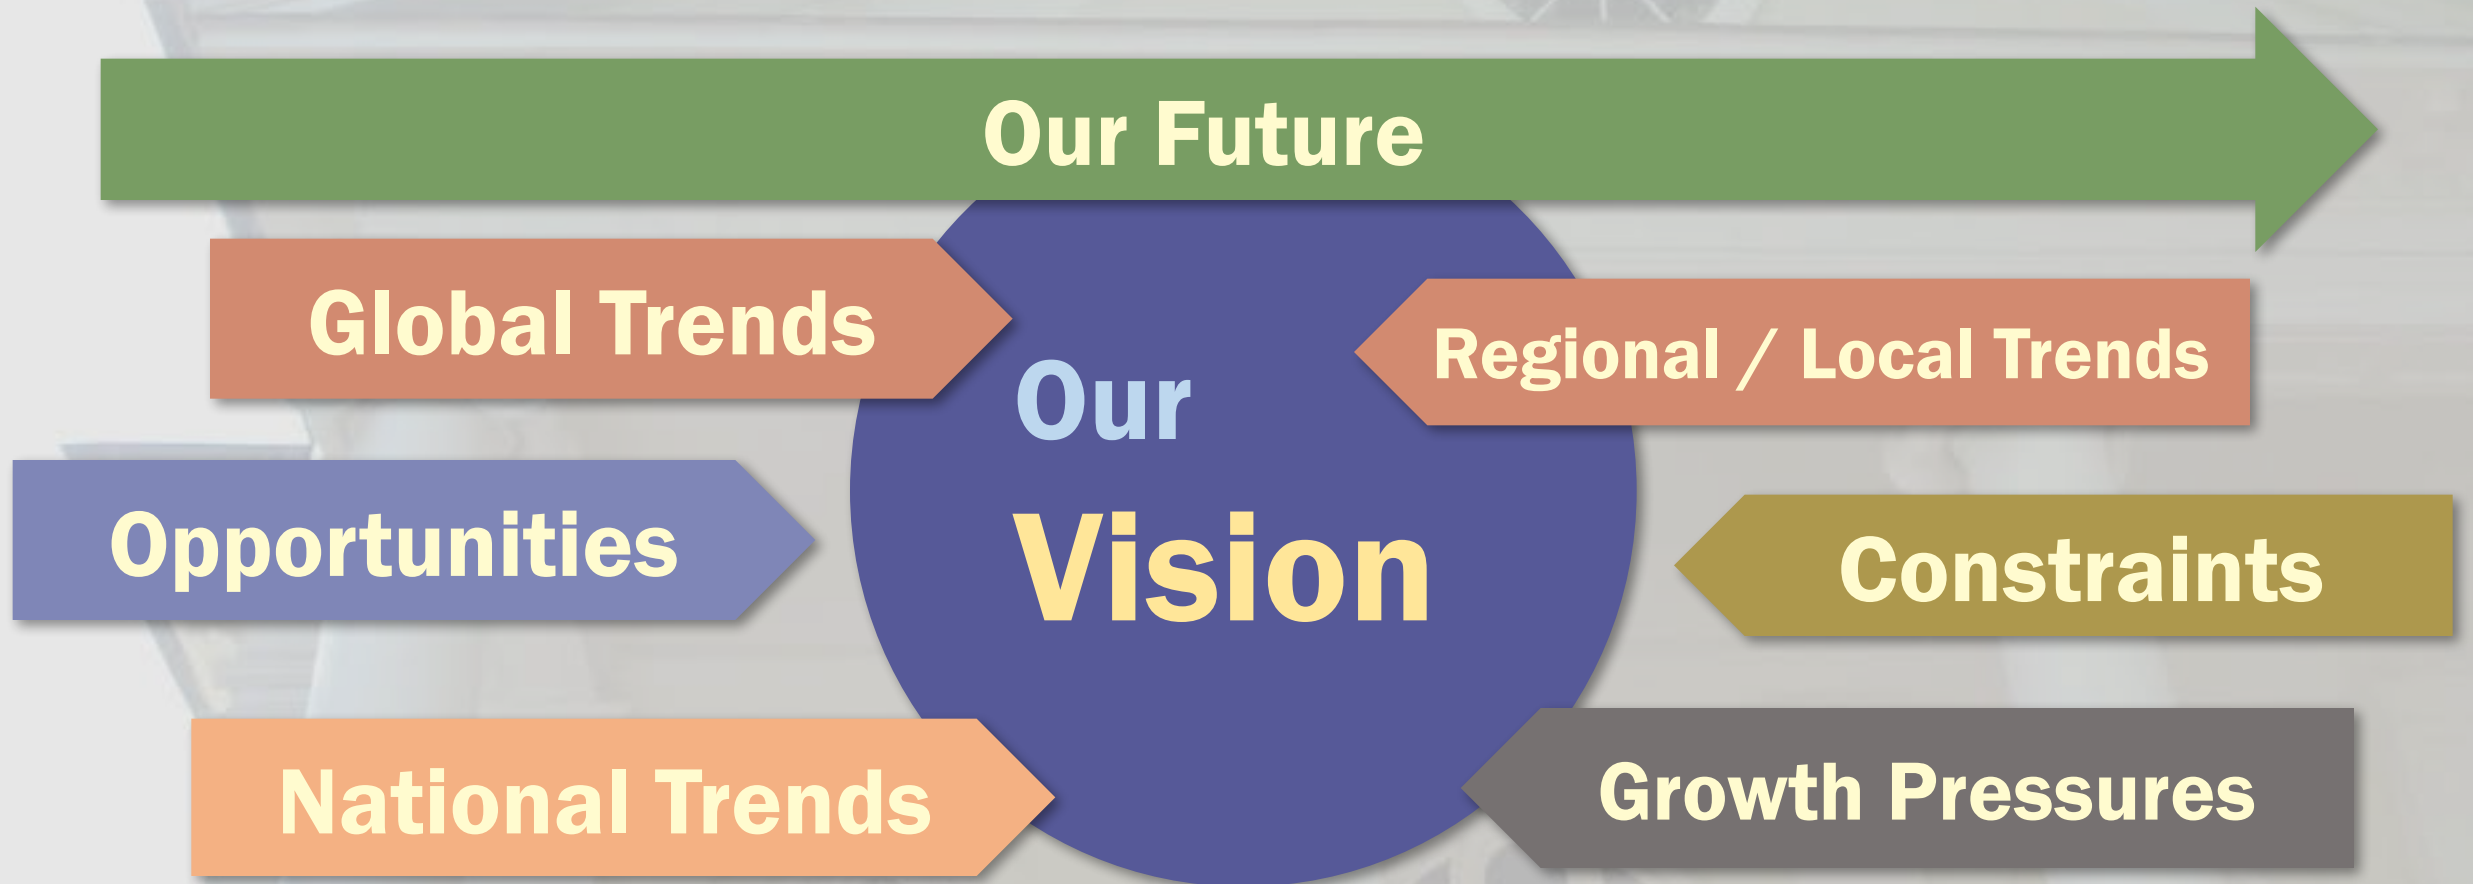 Our Future
Global Trends
Regional / Local Trends
Our
Vision
Opportunities
Constraints
National Trends
Growth Pressures